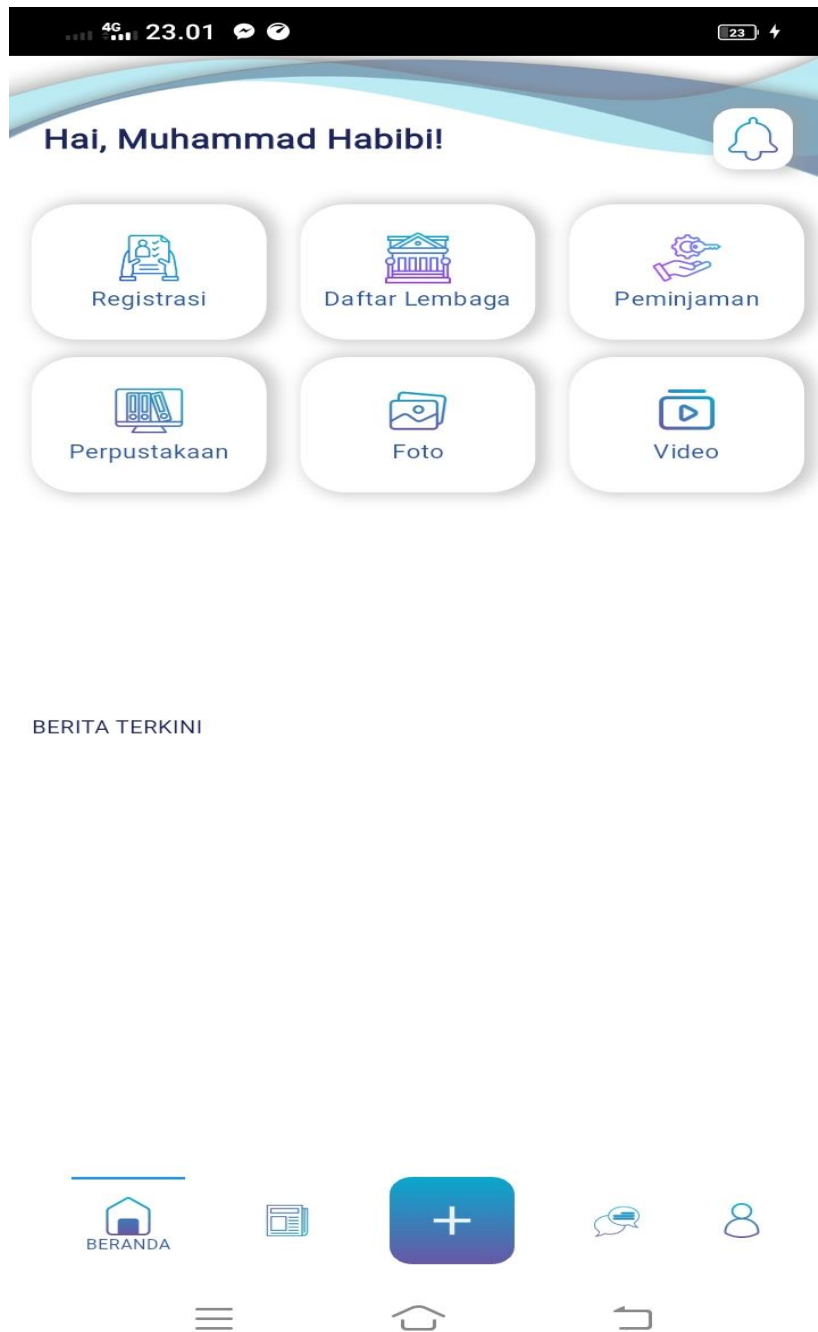 4G 23.01 23
Hai, Muhammad Habibi!
Registrasi Daftar Lembaga Peminjaman
Perpustakaan Foto Video
BERITA TERKINI
BERANDA